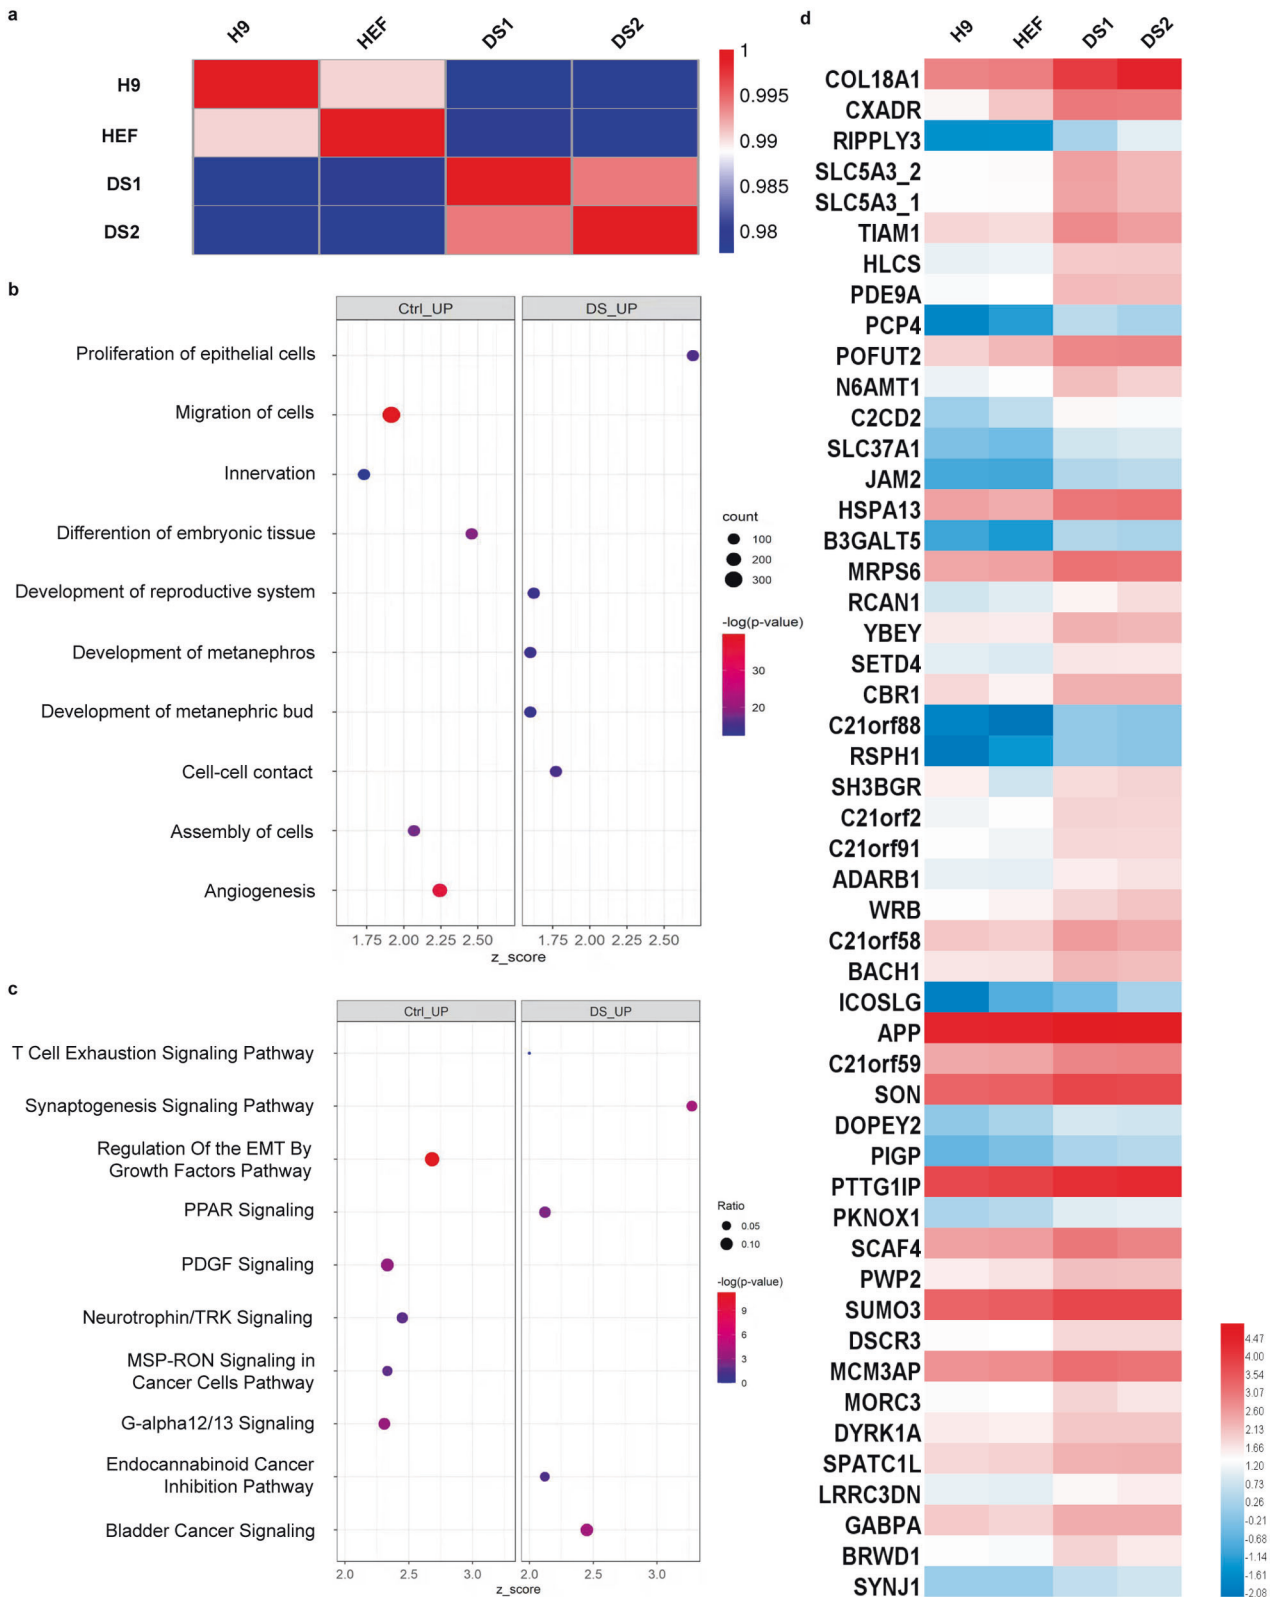 a
H9
HEF
DS1
DS2
H9
HEF
DS1
DS2
1
0.995
0.99
0.985
0.98
b
Ctrl_UP
DS_UP
Proliferation of epithelial cells
Migration of cells
Innervation
Differention of embryonic tissue
Development of reproductive system
Development of metanephros
Development of metanephric bud
Cell-cell contact
Assembly of cells
Angiogenesis
1.75 2.00 2.25 2.50
1.75 2.00 2.25 2.50
z_score
count
100
200
300
-log(p-value)
30
20
c
Ctrl_UP
DS_UP
T Cell Exhaustion Signaling Pathway
Synaptogenesis Signaling Pathway
Regulation Of the EMT By
Growth Factors Pathway
PPAR Signaling
PDGF Signaling
Neurotrophin/TRK Signaling
MSP-RON Signaling in
Cancer Cells Pathway
G-alpha12/13 Signaling
Endocannabinoid Cancer
Inhibition Pathway
Bladder Cancer Signaling
2.0 2.5 3.0
2.0 2.5 3.0
z_score
Ratio
0.05
0.10
-log(p-value)
9
6
3
0
d
H9
HEF
DS1
DS2
COL18A1
CXADR
RIPPLY3
SLC5A3_2
SLC5A3_1
TIAM1
HLCS
PDE9A
PCP4
POFUT2
N6AMT1
C2CD2
SLC37A1
JAM2
HSPA13
B3GALT5
MRPS6
RCAN1
YBEY
SETD4
CBR1
C21orf88
RSPH1
SH3BGR
C21orf2
C21orf91
ADARB1
WRB
C21orf58
BACH1
ICOSLG
APP
C21orf59
SON
DOPEY2
PIGP
PTTG1IP
PKNOX1
SCAF4
PWP2
SUMO3
DSCR3
MCM3AP
MORC3
DYRK1A
SPATC1L
LRRC3DN
GABPA
BRWD1
SYNJ1
4.47
4.00
3.54
3.07
2.60
2.13
1.66
1.20
0.73
0.26
-0.21
-0.68
-1.14
-1.61
-2.08